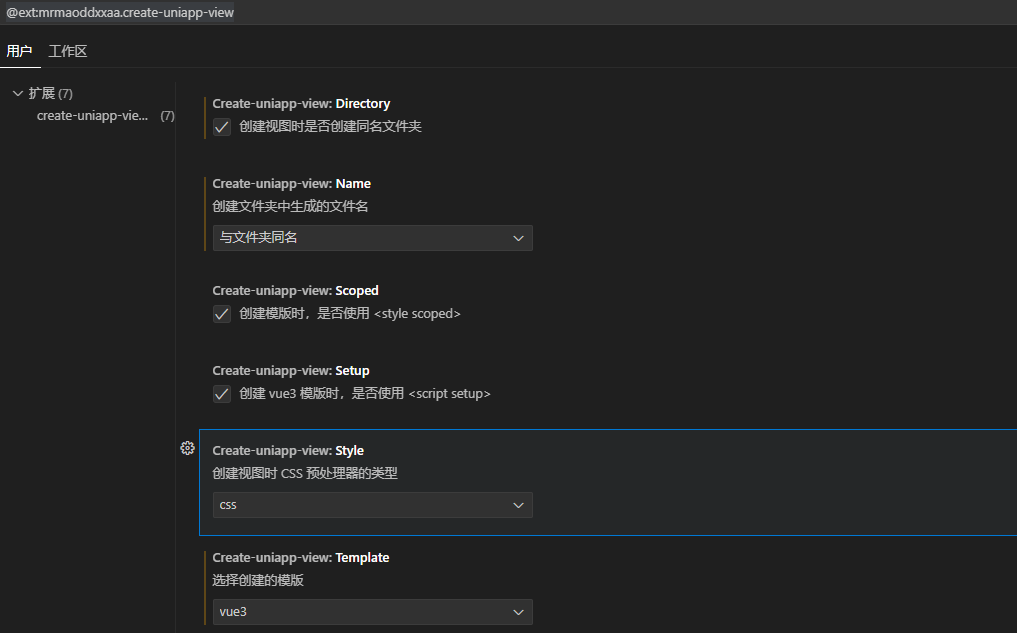 @ext:mrmaoddxxaa.create-uniapp-view
用户 工作区
扩展 (7)
create-uniapp-vie... (7)
Create-uniapp-view: Directory
创建视图时是否创建同名文件夹
Create-uniapp-view: Name
创建文件夹中生成的文件名
与文件夹同名
Create-uniapp-view: Scoped
创建模版时，是否使用 <style scoped>
Create-uniapp-view: Setup
创建 vue3 模版时，是否使用 <script setup>
Create-uniapp-view: Style
创建视图时 CSS 预处理器的类型
css
Create-uniapp-view: Template
选择创建的模版
vue3